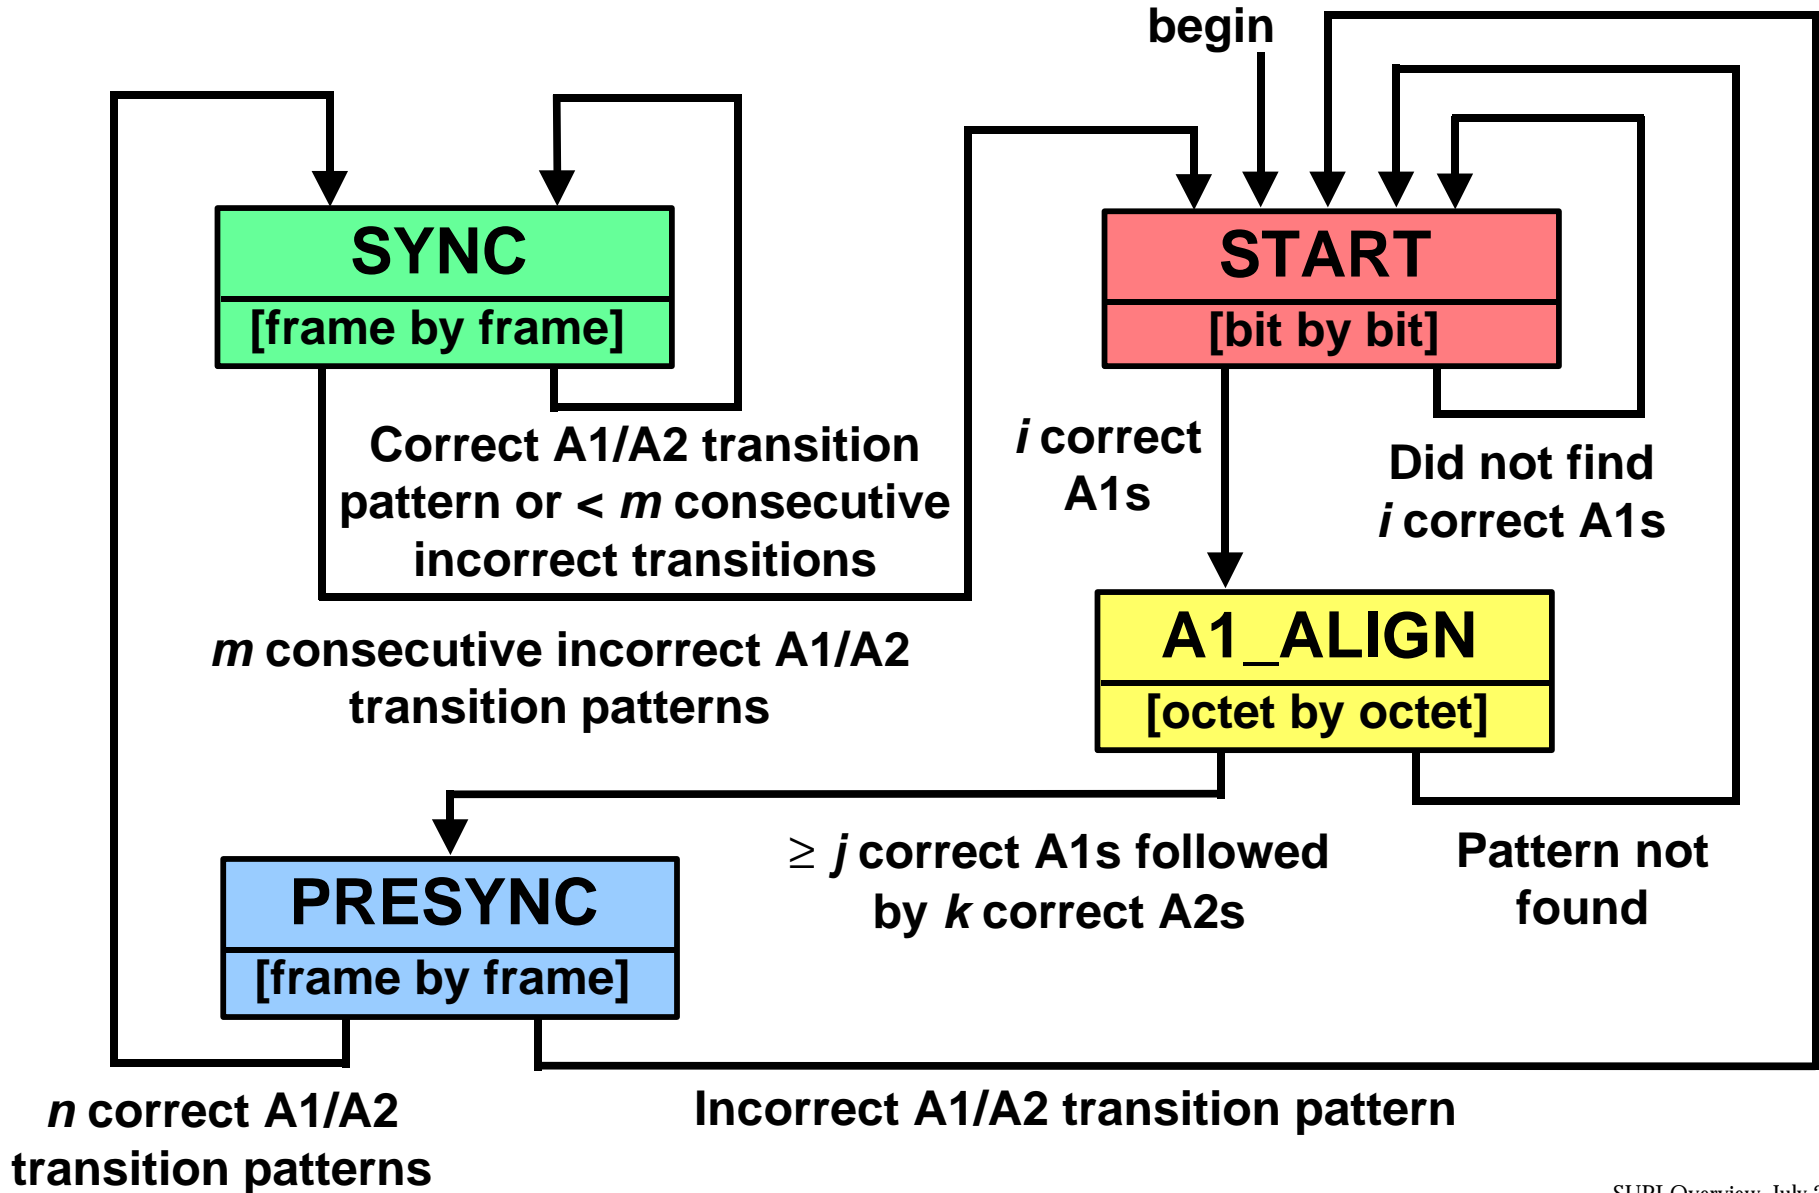 begin
SYNC
[frame by frame]
START
[bit by bit]
Correct A1/A2 transition
pattern or < m consecutive
incorrect transitions
i correct
A1s
Did not find
i correct A1s
m consecutive incorrect A1/A2
transition patterns
A1_ALIGN
[octet by octet]
≥ j correct A1s followed
by k correct A2s
Pattern not
found
PRESYNC
[frame by frame]
n correct A1/A2
transition patterns
Incorrect A1/A2 transition pattern
Overview, July